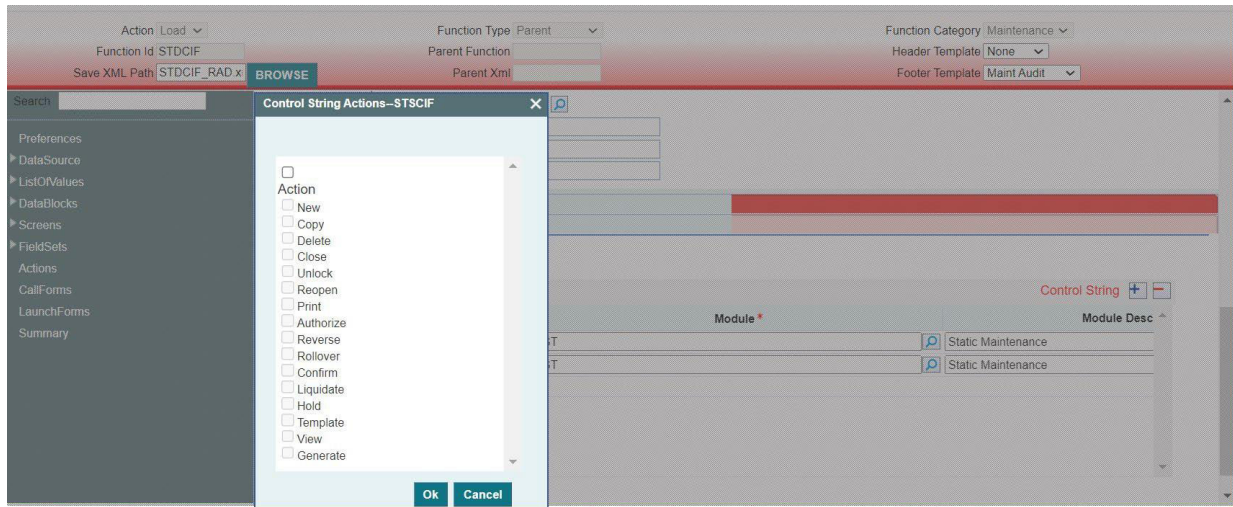 Action Load Function Type Parent Function Category Maintenance
Function Id STDCIF Parent Function Header Template None
Save XML Path STDCIF_RAD.x BROWSE Parent Xml Footer Template Maint Audit
Search
Control String Actions--STSCIF
Preferences
DataSource
ListOfValues
DataBlocks
Screens
FieldSets
Actions
CallForms
LaunchForms
Summary
Action
New
Copy
Delete
Close
Unlock
Reopen
Print
Authorize
Reverse
Rollover
Confirm
Liquidate
Hold
Template
View
Generate
Ok Cancel
Control String
Module * Module Desc
Static Maintenance
Static Maintenance